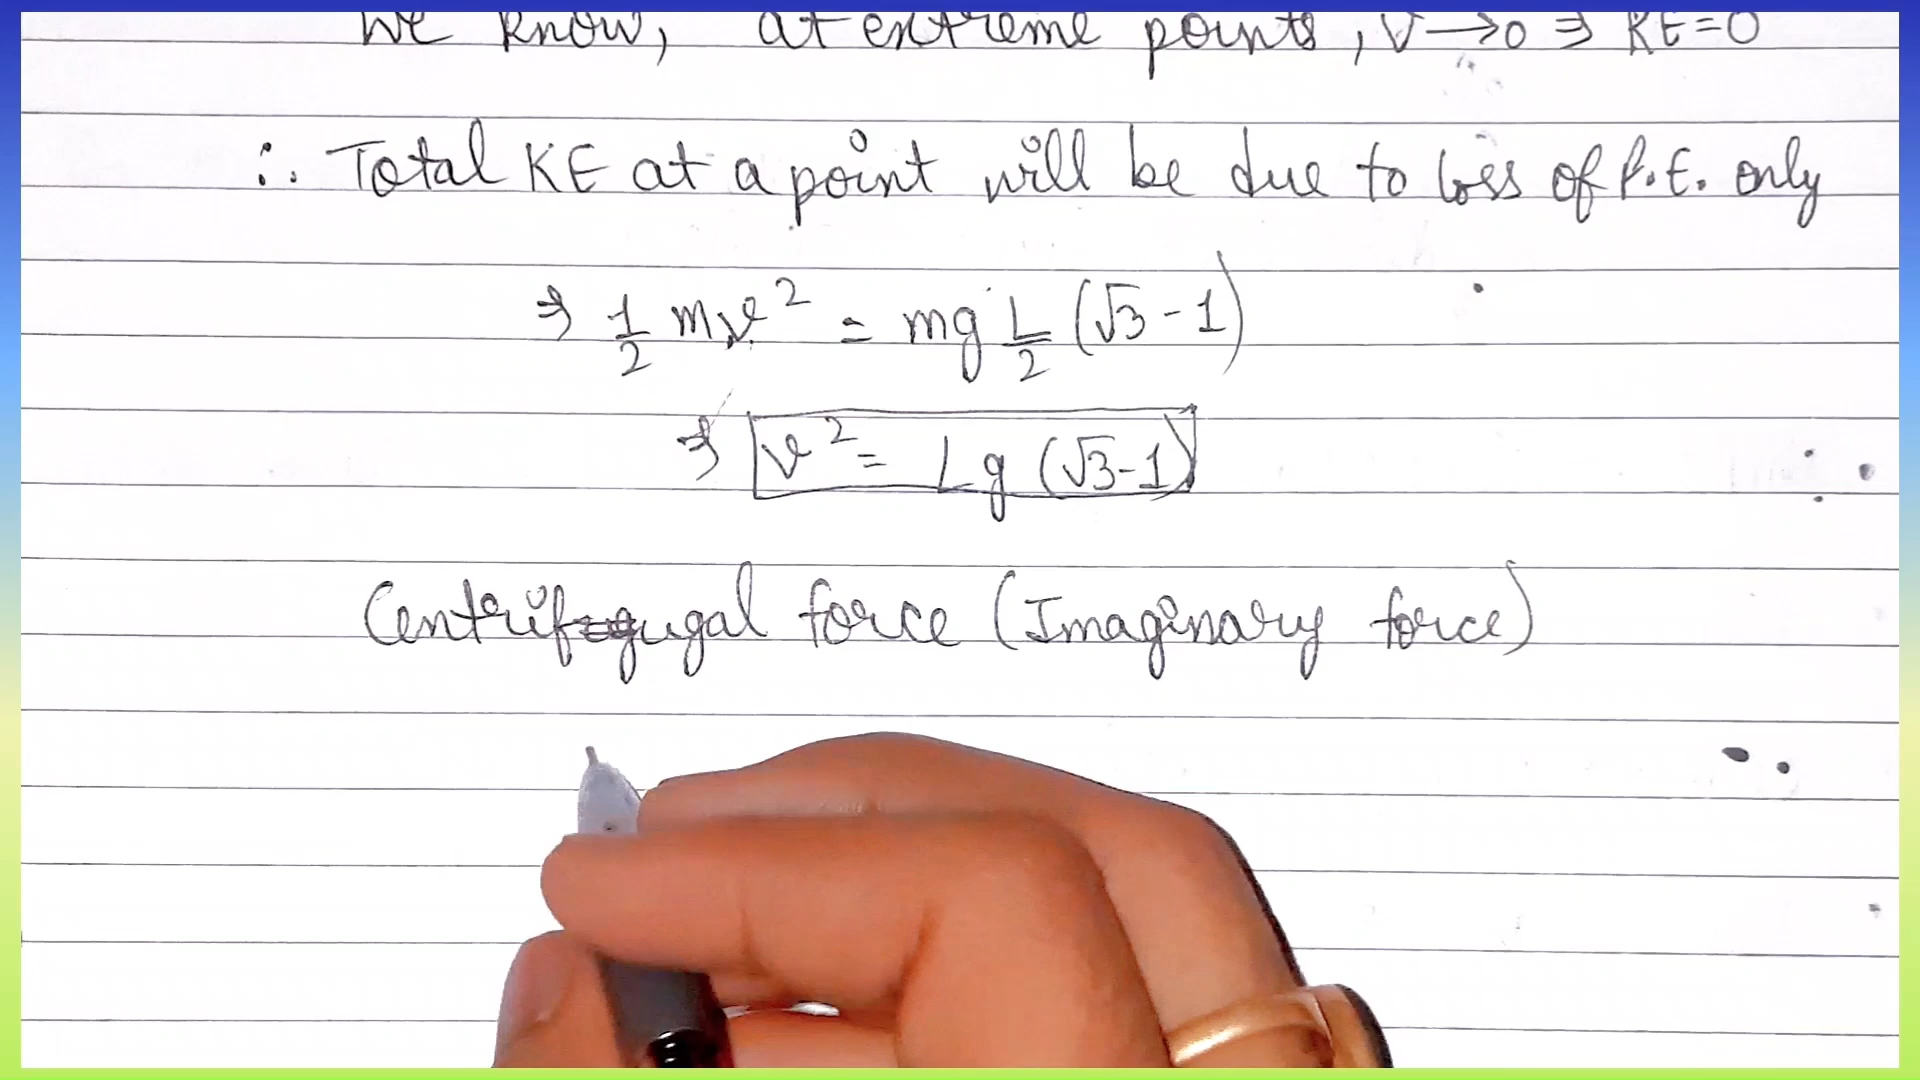 We know, at extreme points, V → 0 ⇒ KE = 0
∴ Total KE at a point will be due to loss of P.E. only
⇒ 1/2 mv² = mg L/2 (√3 - 1)
⇒ v² = Lg (√3 - 1)
Centrifugal force (Imaginary force)